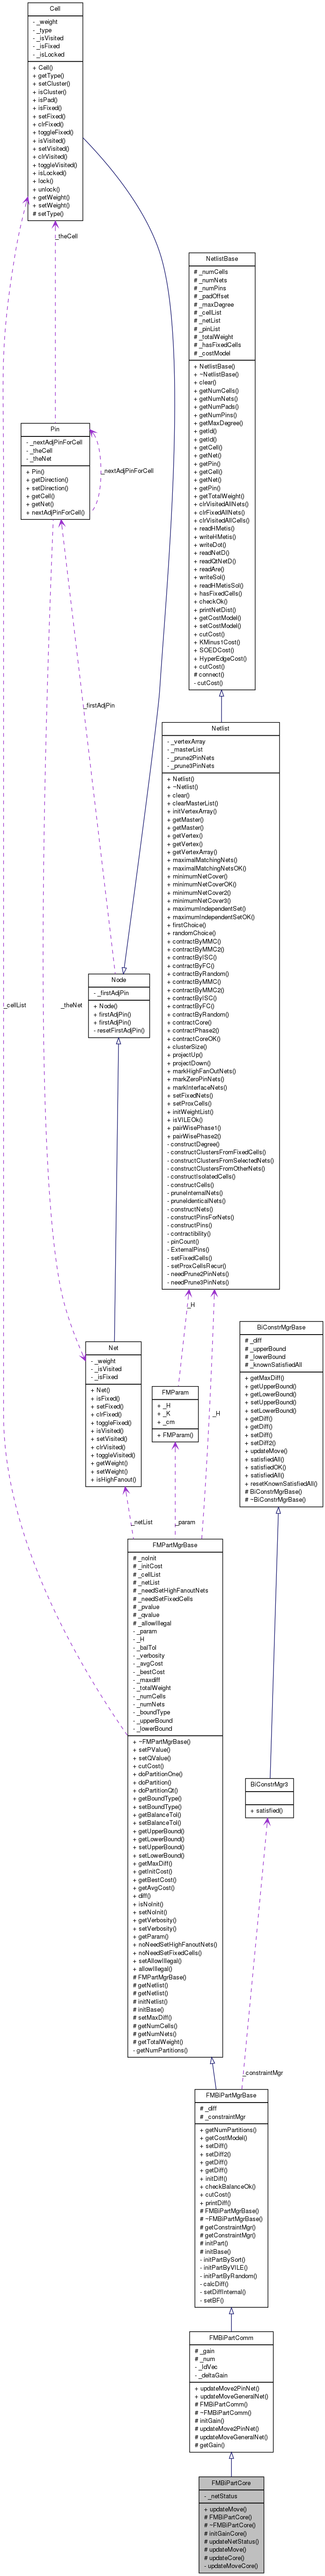 Cell
- _weight
- _type
- _isVisited
- _isFixed
- _isLocked
+ Cell()
+ getType()
+ setCluster()
+ isCluster()
+ isPad()
+ isFixed()
+ setFixed()
+ clrFixed()
+ toggleFixed()
+ isVisited()
+ setVisited()
+ clrVisited()
+ toggleVisited()
+ isLocked()
+ lock()
+ unlock()
+ getWeight()
+ setWeight()
# setType()
_theCell
NetlistBase
# _numCells
# _numNets
# _numPins
# _padOffset
# _maxDegree
# _cellList
# _netList
# _pinList
# _totalWeight
# _hasFixedCells
# _costModel
+ NetlistBase()
+ ~NetlistBase()
+ clear()
+ getNumCells()
+ getNumNets()
+ getNumPads()
+ getNumPins()
+ getMaxDegree()
+ getId()
+ getId()
+ getCell()
+ getNet()
+ getPin()
+ getCell()
+ getNet()
+ getPin()
+ getTotalWeight()
+ clrVisitedAllNets()
+ clrFixedAllNets()
+ clrVisitedAllCells()
+ readHMetis()
+ writeHMetis()
+ writeDot()
+ readNetD()
+ readQtNetD()
+ readAre()
+ writeSol()
+ readHMetisSol()
+ hasFixedCells()
+ checkOk()
+ printNetDist()
+ getCostModel()
+ setCostModel()
+ cutCost()
+ KMinus1Cost()
+ SOEDCost()
+ HyperEdgeCost()
+ cutCost()
# connect()
- cutCost()
Pin
- _nextAdjPinForCell
- _theCell
- _theNet
+ Pin()
+ getDirection()
+ setDirection()
+ getCell()
+ getNet()
+ nextAdjPinForCell()
_nextAdjPinForCell
_firstAdjPin
Netlist
- _vertexArray
- _masterList
- _prune2PinNets
- _prune3PinNets
+ Netlist()
+ ~Netlist()
+ clear()
+ clearMasterList()
+ initVertexArray()
+ getMaster()
+ getMaster()
+ getVertex()
+ getVertex()
+ getVertexArray()
+ maximalMatchingNets()
+ maximalMatchingNetsOK()
+ minimumNetCover()
+ minimumNetCoverOK()
+ minimumNetCover2()
+ minimumNetCover3()
+ maximumIndependentSet()
+ maximumIndependentSetOK()
+ firstChoice()
+ randomChoice()
+ contractByMMC()
+ contractByMMC2()
+ contractByISC()
+ contractByFC()
+ contractByRandom()
+ contractByMMC()
+ contractByMMC2()
+ contractByISC()
+ contractByFC()
+ contractByRandom()
+ contractCore()
+ contractPhase2()
+ contractCoreOK()
+ clusterSize()
+ projectUp()
+ projectDown()
+ markHighFanOutNets()
+ markZeroPinNets()
+ markInterfaceNets()
+ setFixedNets()
+ setProxCells()
+ initWeightList()
+ isVILEOk()
+ pairWisePhase1()
+ pairWisePhase2()
- constructDegree()
- constructClustersFromFixedCells()
- constructClustersFromSelectedNets()
- constructClustersFromOtherNets()
- constructIsolatedCells()
- constructCells()
- pruneInternalNets()
- pruneIdenticalNets()
- constructNets()
- constructPinsForNets()
- constructPins()
- contractibility()
- pinCount()
- ExternalPins()
- setFixedCells()
- setProxCellsRecur()
- needPrune2PinNets()
- needPrune3PinNets()
Node
- _firstAdjPin
+ Node()
+ firstAdjPin()
+ firstAdjPin()
- resetFirstAdjPin()
_cellList
_theNet
_H
BiConstrMgrBase
# _diff
# _upperBound
# _lowerBound
# _knownSatisfiedAll
+ getMaxDiff()
+ getUpperBound()
+ getLowerBound()
+ setUpperBound()
+ setLowerBound()
+ getDiff()
+ getDiff()
+ setDiff()
+ setDiff2()
+ updateMove()
+ satisfiedAll()
+ satisfiedOK()
+ satisfiedAll()
+ resetKnownSatisfiedAll()
# BiConstrMgrBase()
# ~BiConstrMgrBase()
Net
- _weight
- _isVisited
- _isFixed
+ Net()
+ isFixed()
+ setFixed()
+ clrFixed()
+ toggleFixed()
+ isVisited()
+ setVisited()
+ clrVisited()
+ toggleVisited()
+ getWeight()
+ setWeight()
+ isHighFanout()
FMParam
+ _H
+ _K
+ _cm
+ FMParam()
_H
_netList
_param
FMPartMgrBase
# _noInit
# _initCost
# _cellList
# _netList
# _needSetHighFanoutNets
# _needSetFixedCells
# _pvalue
# _qvalue
# _allowIllegal
- _param
- _H
- _balTol
- _verbosity
- _avgCost
- _bestCost
- _maxdiff
- _totalWeight
- _numCells
- _numNets
- _boundType
- _upperBound
- _lowerBound
+ ~FMPartMgrBase()
+ setPValue()
+ setQValue()
+ cutCost()
+ doPartitionOne()
+ doPartition()
+ doPartitionQt()
+ getBoundType()
+ setBoundType()
+ getBalanceTol()
+ setBalanceTol()
+ getUpperBound()
+ getLowerBound()
+ setUpperBound()
+ setLowerBound()
+ getMaxDiff()
+ getInitCost()
+ getBestCost()
+ getAvgCost()
+ diff()
+ isNoInit()
+ setNoInit()
+ getVerbosity()
+ setVerbosity()
+ getParam()
+ noNeedSetHighFanoutNets()
+ noNeedSetFixedCells()
+ setAllowIllegal()
+ allowIllegal()
# FMPartMgrBase()
# getNetlist()
# getNetlist()
# initNetlist()
# initBase()
# setMaxDiff()
# getNumCells()
# getNumNets()
# getTotalWeight()
- getNumPartitions()
BiConstrMgr3
+ satisfied()
_constraintMgr
FMBiPartMgrBase
# _diff
# _constraintMgr
+ getNumPartitions()
+ getCostModel()
+ setDiff()
+ setDiff2()
+ getDiff()
+ getDiff()
+ initDiff()
+ checkBalanceOk()
+ cutCost()
+ printDiff()
# FMBiPartMgrBase()
# ~FMBiPartMgrBase()
# getConstraintMgr()
# getConstraintMgr()
# initPart()
# initBase()
- initPartBySort()
- initPartByVILE()
- initPartByRandom()
- calcDiff()
- setDiffInternal()
- setBF()
FMBiPartComm
# _gain
# _num
- _IdVec
- _deltaGain
+ updateMove2PinNet()
+ updateMoveGeneralNet()
# FMBiPartComm()
# ~FMBiPartComm()
# initGain()
# updateMove2PinNet()
# updateMoveGeneralNet()
# getGain()
FMBiPartCore
- _netStatus
+ updateMove()
# FMBiPartCore()
# ~FMBiPartCore()
# initGainCore()
# updateNetStatus()
# updateMove()
# updateCore()
- updateMoveCore()